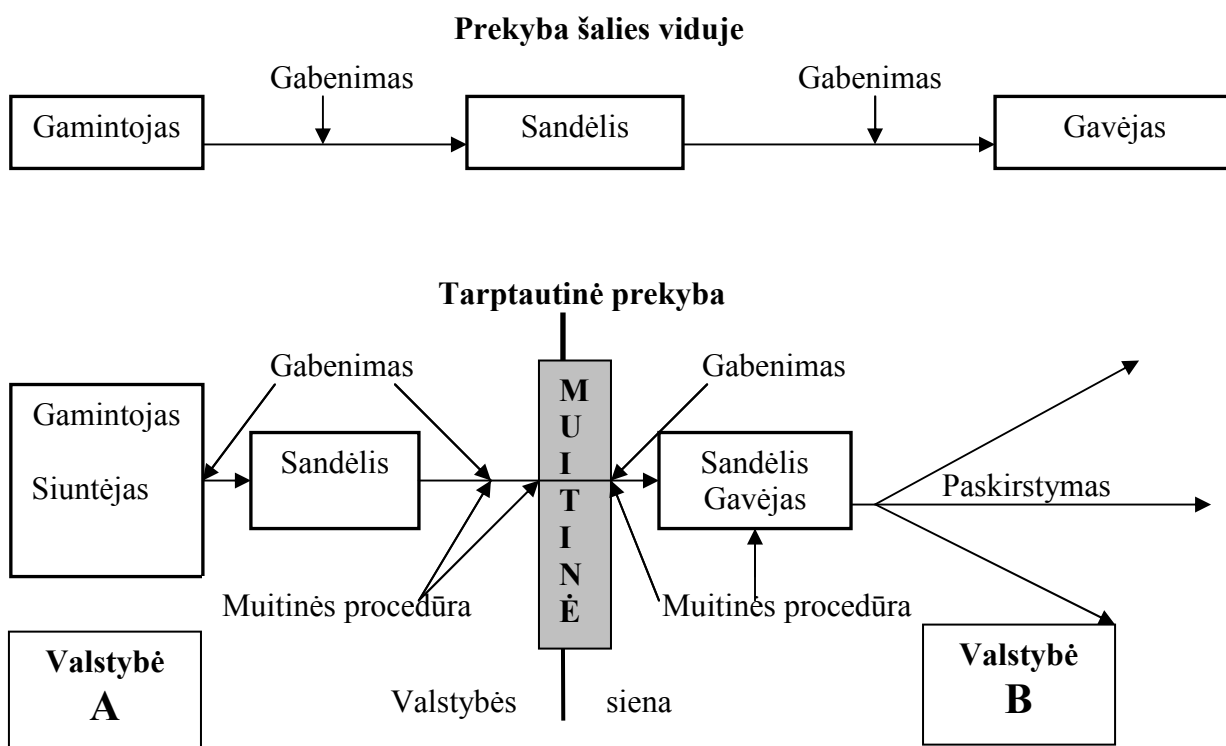 Prekyba šalies viduje
Gabenimas
Gabenimas
Gamintojas
Sandėlis
Gavėjas
Tarptautinė prekyba
Gabenimas
Gabenimas
Gamintojas
Siuntėjas
Sandėlis
MUITINĖ
Sandėlis
Gavėjas
Paskirstymas
Muitinės procedūra
Muitinės procedūra
Valstybė
A
Valstybės siena
Valstybė
B